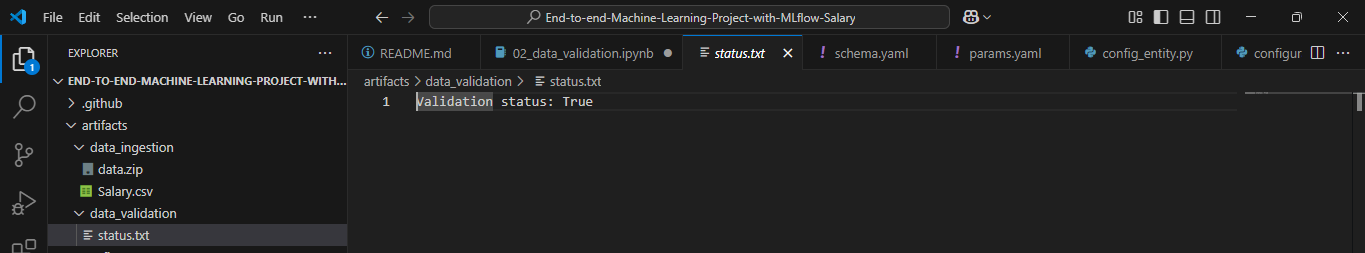 File Edit Selection View Go Run ··· End-to-end-Machine-Learning-Project-with-MLflow-Salary
EXPLORER ···
README.md 02_data_validation.ipynb status.txt schema.yaml params.yaml config_entity.py configur ···
1
END-TO-END-MACHINE-LEARNING-PROJECT-WITH...
artifacts > data_validation > status.txt
.github
1 Validation status: True
artifacts
data_ingestion
data.zip
Salary.csv
data_validation
status.txt